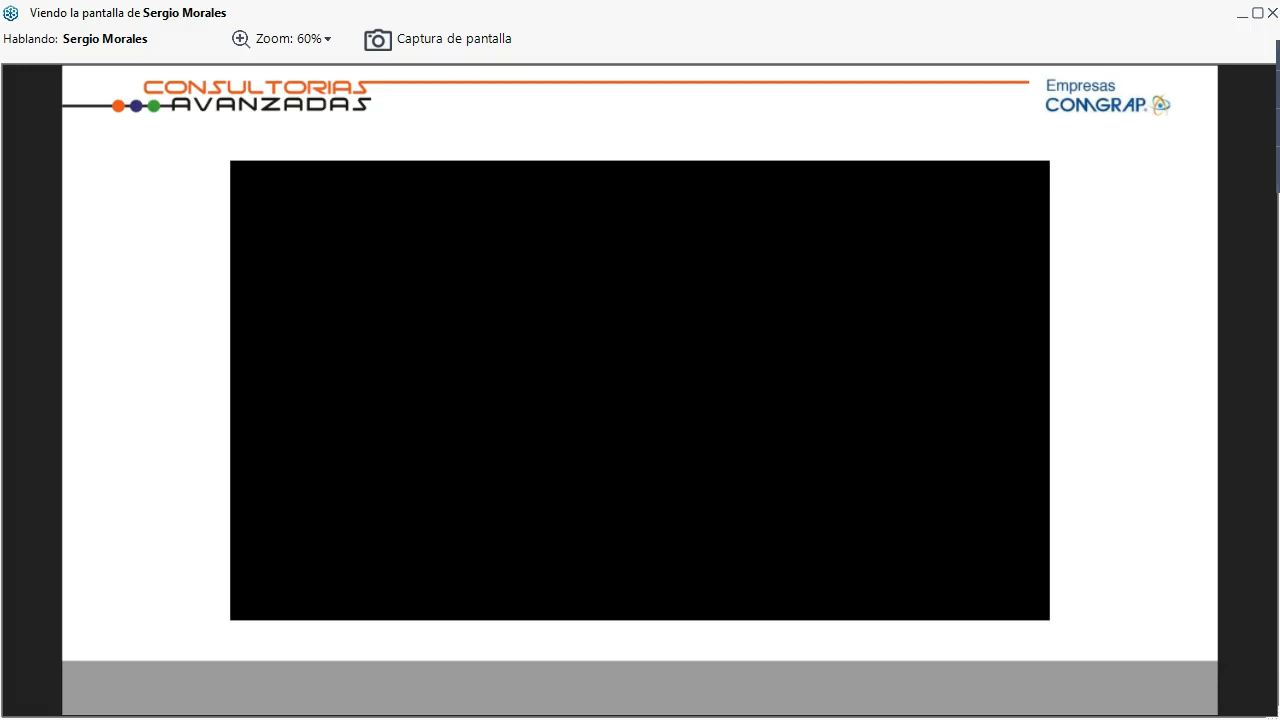 Viendo la pantalla de Sergio Morales
Hablando: Sergio Morales
Zoom: 60%
Captura de pantalla
CONSULTORIAS
AVANZADAS
Empresas
COMGRAP